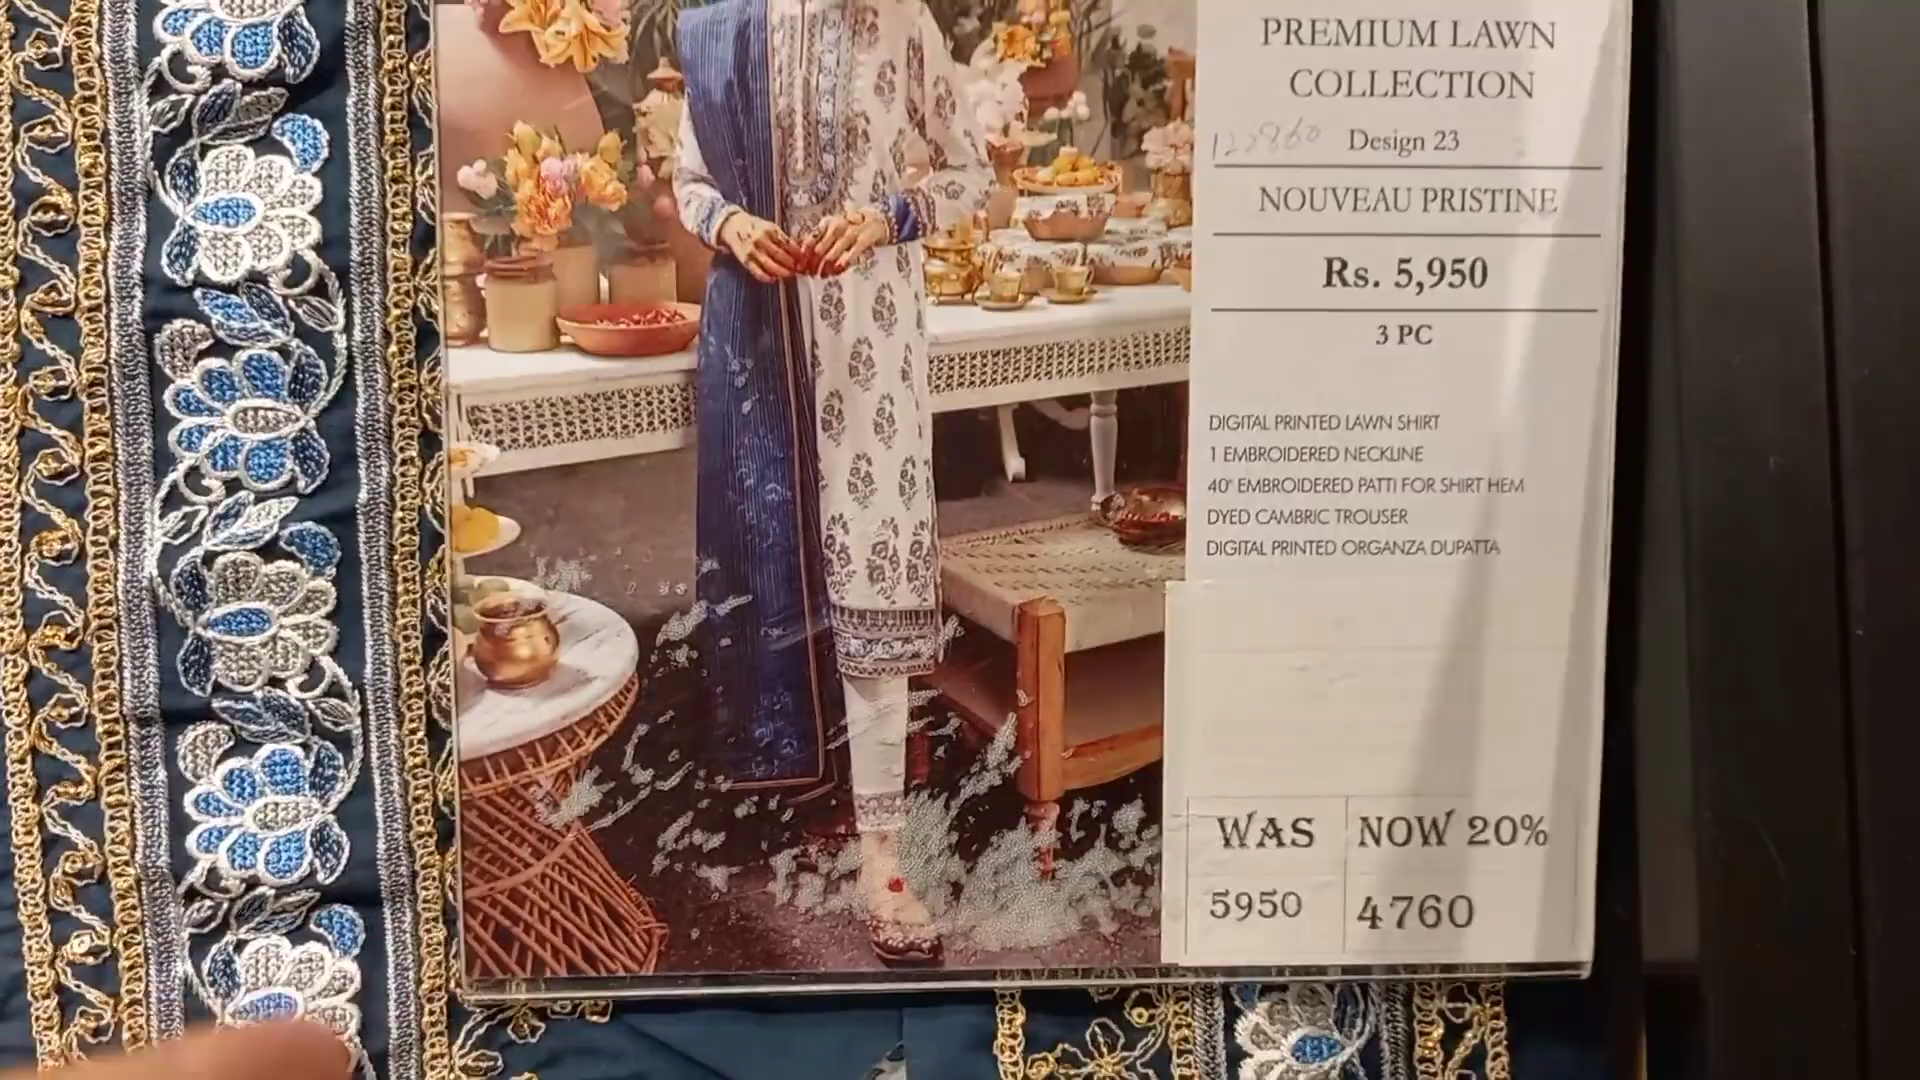 PREMIUM LAWN
COLLECTION
122860 Design 23
NOUVEAU PRISTINE
Rs. 5,950
3 PC
DIGITAL PRINTED LAWN SHIRT
1 EMBROIDERED NECKLINE
40" EMBROIDERED PATTI FOR SHIRT HEM
DYED CAMBRIC TROUSER
DIGITAL PRINTED ORGANZA DUPATTA
WAS NOW 20%
5950 4760